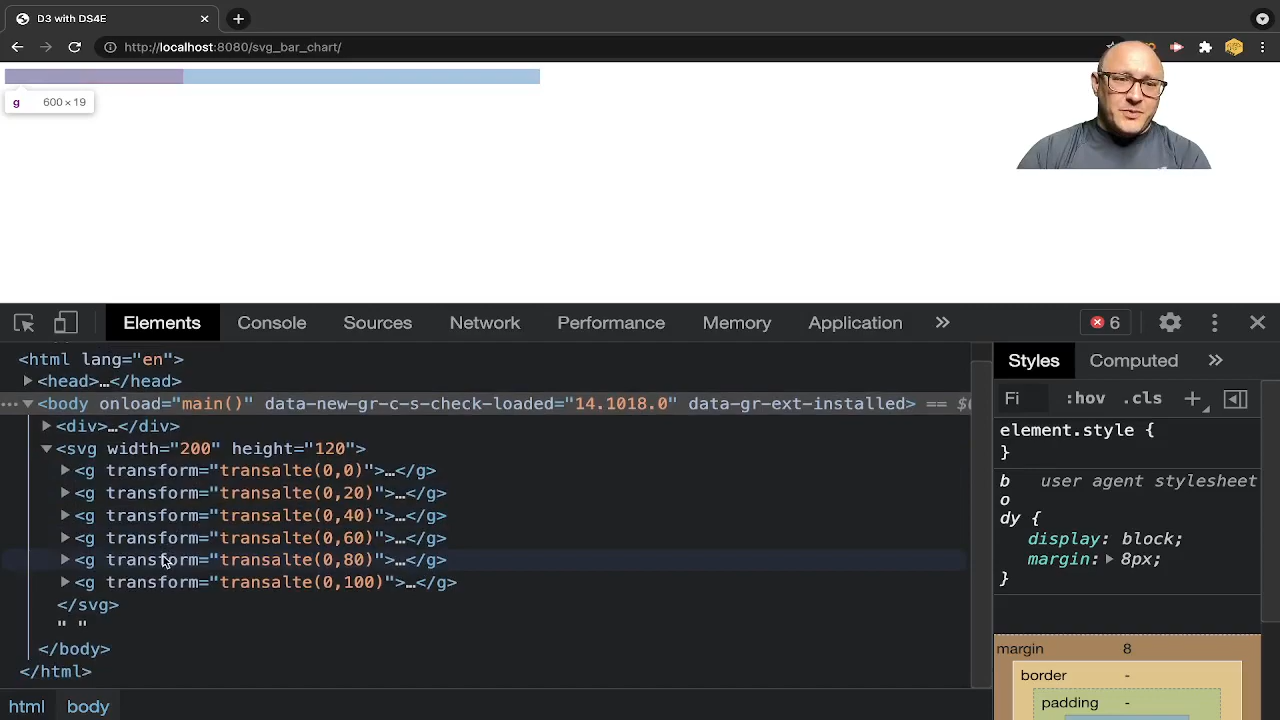 D3 with DS4E
http://localhost:8080/svg_bar_chart/
g 600 × 19
Elements Console Sources Network Performance Memory Application » 6
<html lang="en">
<head>…</head>
<body onload="main()" data-new-gr-c-s-check-loaded="14.1018.0" data-gr-ext-installed> ==
<div>…</div>
<svg width="200" height="120">
<g transform="transalte(0,0)">…</g>
<g transform="transalte(0,20)">…</g>
<g transform="transalte(0,40)">…</g>
<g transform="transalte(0,60)">…</g>
<g transform="transalte(0,80)">…</g>
<g transform="transalte(0,100)">…</g>
</svg>
" "
</body>
</html>
html body
Styles Computed »
Fi :hov .cls
element.style {
}
b user agent stylesheet
o
dy {
display: block;
margin: 8px;
}
margin 8
border -
padding -